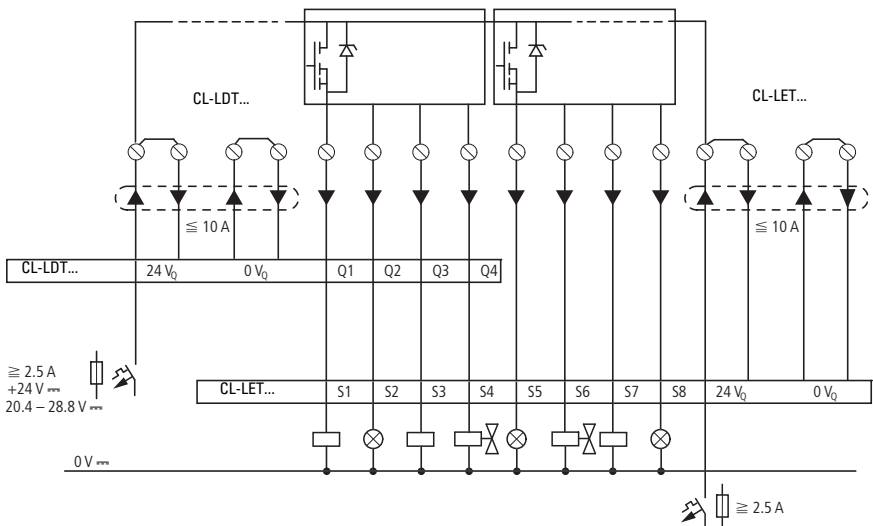 CL-LDT...
CL-LET...
≦ 10 A
≦ 10 A
CL-LDT... 24 VQ 0 VQ Q1 Q2 Q3 Q4
≧ 2.5 A
+24 V ⎓
20.4 – 28.8 V ⎓
CL-LET... S1 S2 S3 S4 S5 S6 S7 S8 24 VQ 0 VQ
0 V ⎓
≧ 2.5 A